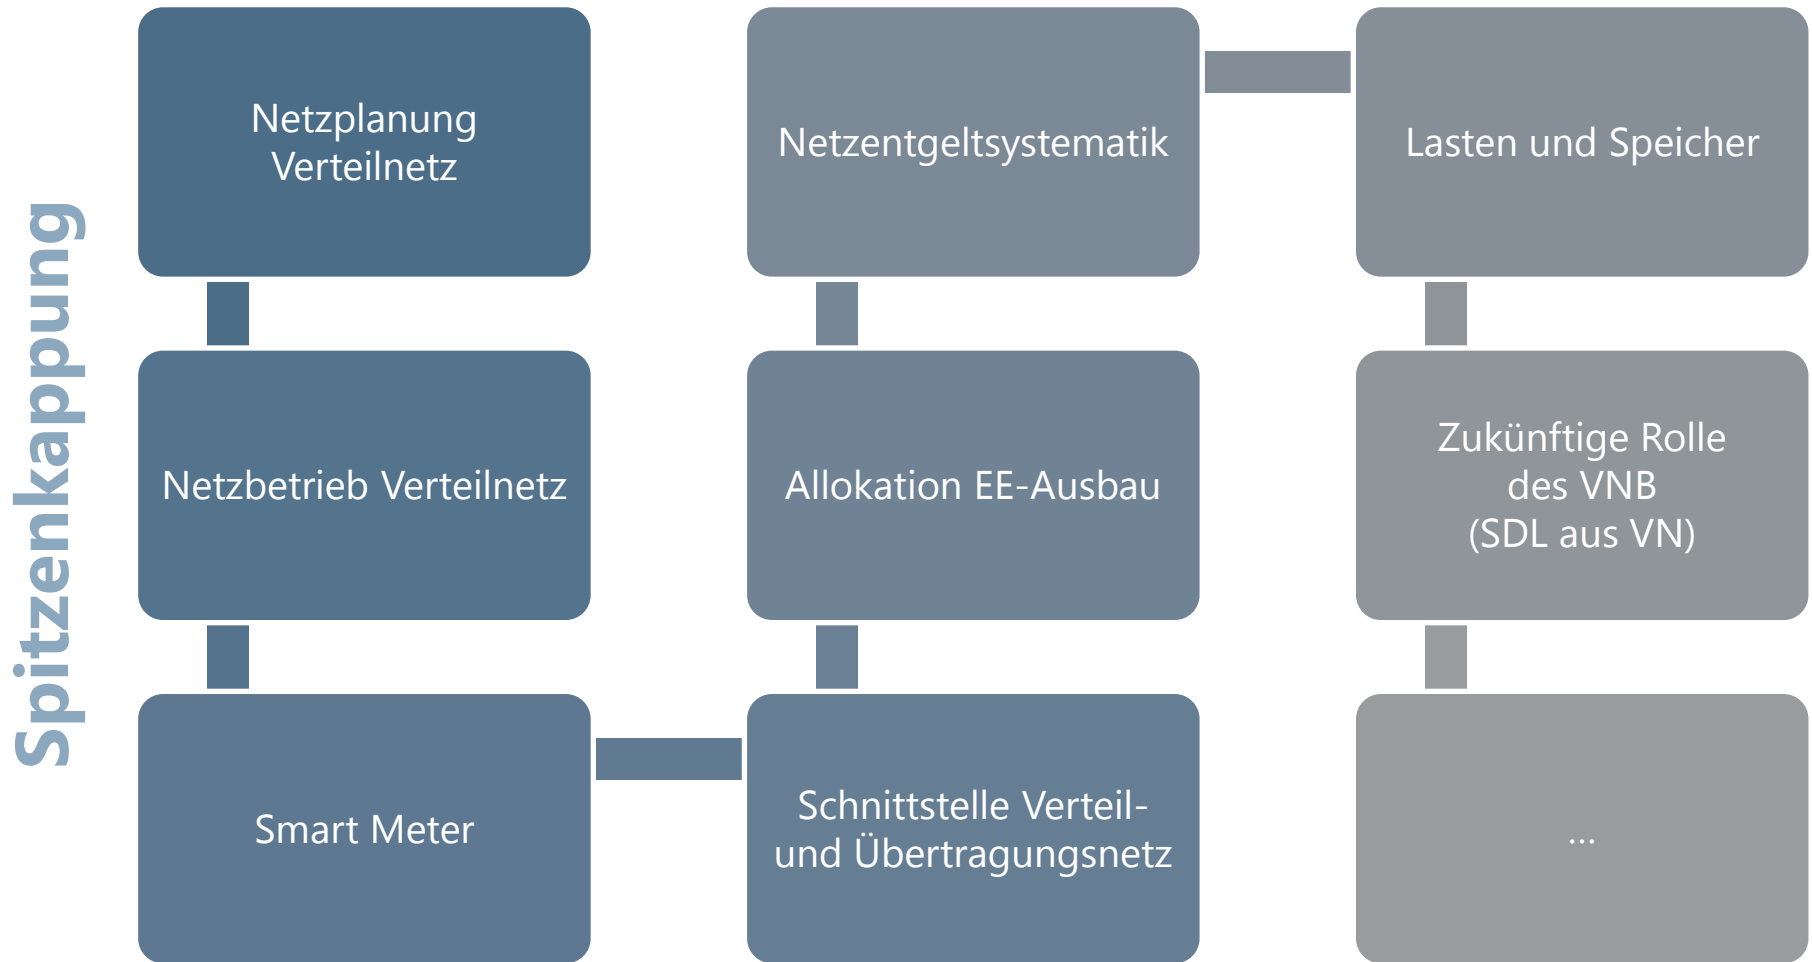 Spitzenkappung
Netzplanung
Verteilnetz
Netzbetrieb Verteilnetz
Smart Meter
Schnittstelle Verteil-
und Übertragungsnetz
Allokation EE-Ausbau
Netzentgeltsystematik
Lasten und Speicher
Zukünftige Rolle
des VNB
(SDL aus VN)
...